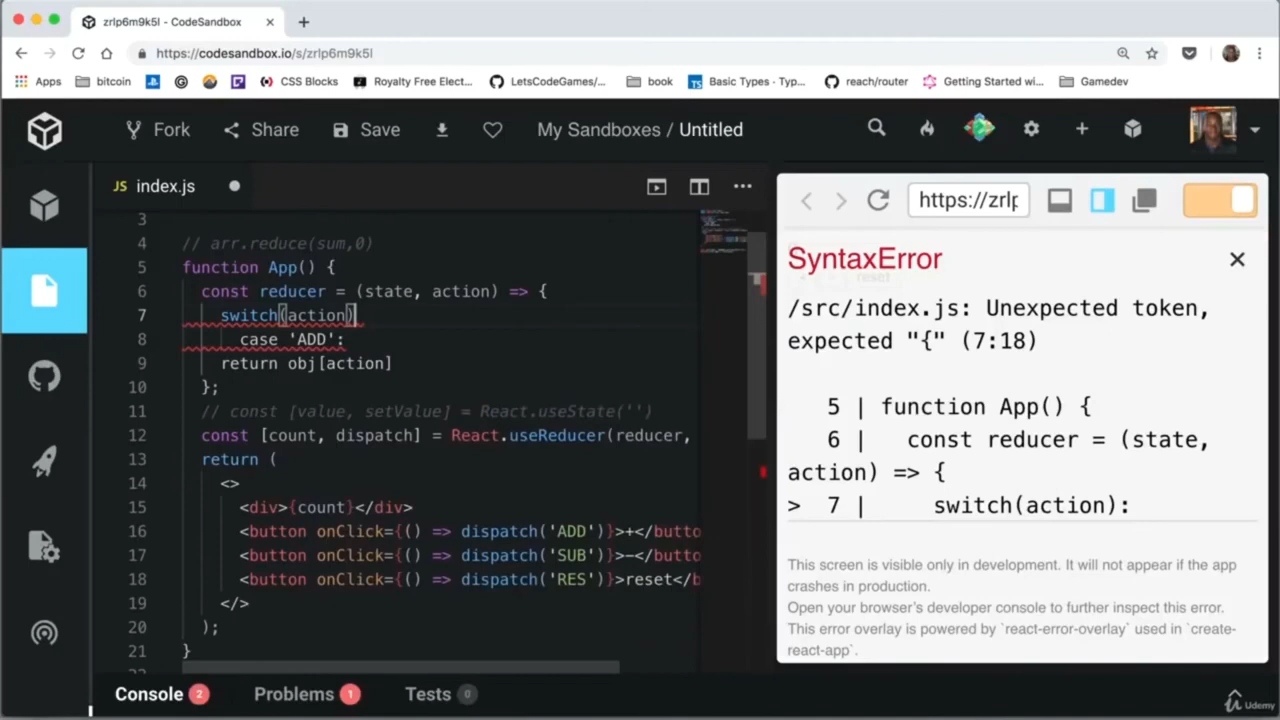 zrlp6m9k5l - CodeSandbox
https://codesandbox.io/s/zrlp6m9k5l
Apps bitcoin CSS Blocks Royalty Free Elect... LetsCodeGames/... book TS Basic Types · Typ... reach/router Getting Started wi... Gamedev
Fork Share Save My Sandboxes / Untitled
JS index.js
3
4 // arr.reduce(sum,0)
5 function App() {
6 const reducer = (state, action) => {
7 switch(action)
8 case 'ADD':
9 return obj[action]
10 };
11 // const [value, setValue] = React.useState('')
12 const [count, dispatch] = React.useReducer(reducer,
13 return (
14 <>
15 <div>{count}</div>
16 <button onClick={() => dispatch('ADD')}>+</butto
17 <button onClick={() => dispatch('SUB')}>−</butto
18 <button onClick={() => dispatch('RES')}>reset</b
19 </>
20 );
21 }
https://zrlp
SyntaxError
/src/index.js: Unexpected token,
expected "{" (7:18)
5 | function App() {
6 | const reducer = (state,
action) => {
> 7 | switch(action):
This screen is visible only in development. It will not appear if the app
crashes in production.
Open your browser's developer console to further inspect this error.
This error overlay is powered by `react-error-overlay` used in `create-
react-app`.
Console 2 Problems 1 Tests 0
Udemy